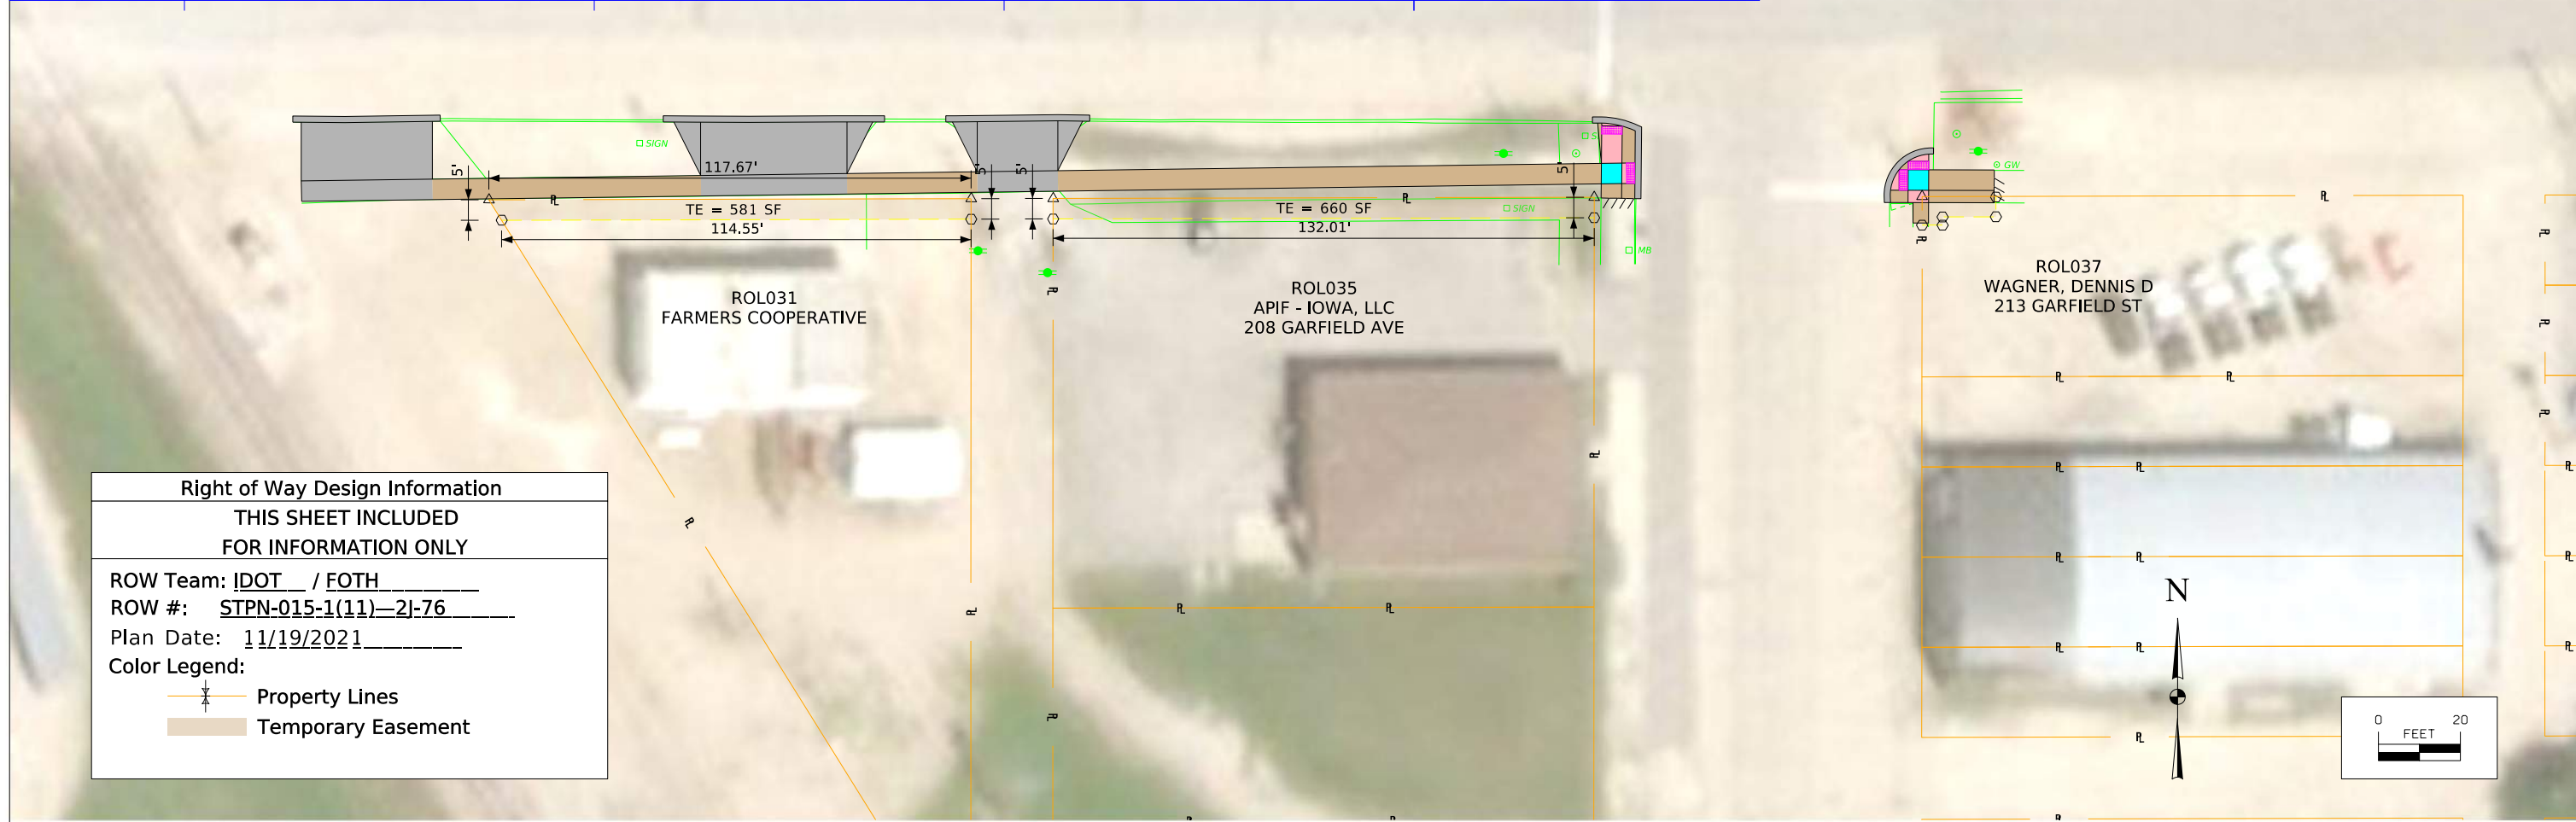 SIGN
S
GW
117.67'
5'
5'
5'
5'
TE = 581 SF
114.55'
TE = 660 SF
132.01'
SIGN
MB
ROL031
FARMERS COOPERATIVE
ROL035
APIF - IOWA, LLC
208 GARFIELD AVE
ROL037
WAGNER, DENNIS D
213 GARFIELD ST
Right of Way Design Information
THIS SHEET INCLUDED
FOR INFORMATION ONLY
ROW Team: IDOT / FOTH
ROW #: STPN-015-1(11)—2J-76
Plan Date: 11/19/2021
Color Legend:
Property Lines
Temporary Easement
N
0 20
FEET